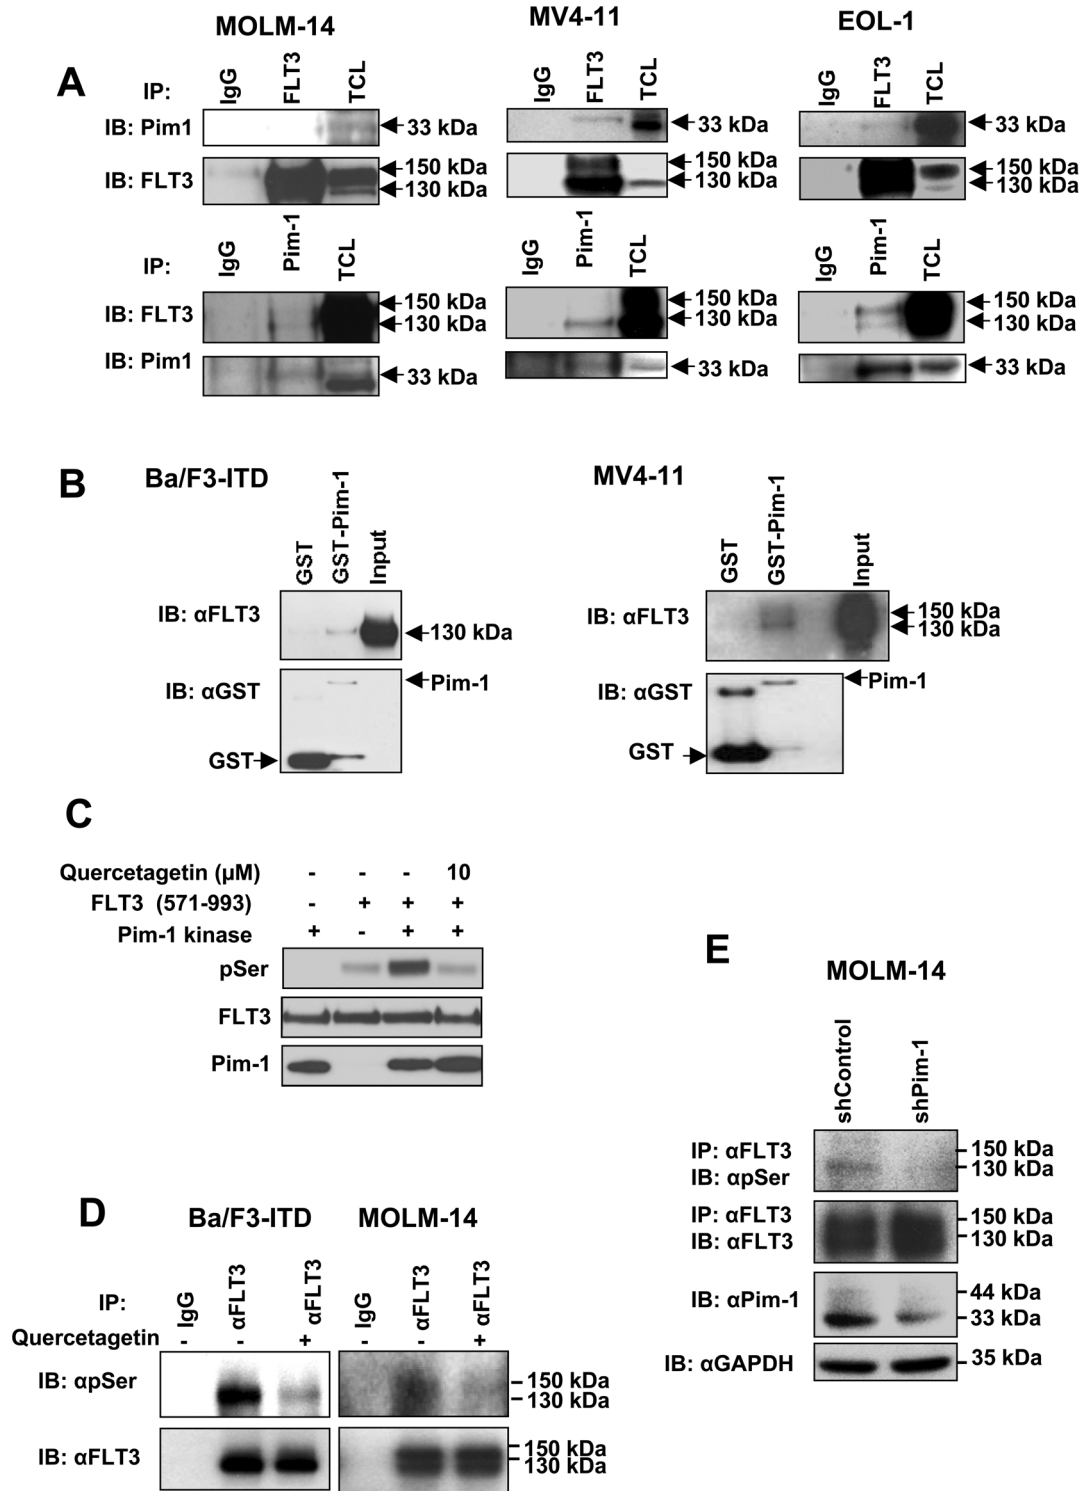 MOLM-14 MV4-11 EOL-1
A
IP: IgG FLT3 TCL IgG FLT3 TCL IgG FLT3 TCL
IB: Pim1 33 kDa 33 kDa 33 kDa
IB: FLT3 150 kDa 150 kDa 150 kDa
130 kDa 130 kDa 130 kDa
IP: IgG Pim-1 TCL IgG Pim-1 TCL IgG Pim-1 TCL
IB: FLT3 150 kDa 150 kDa 150 kDa
130 kDa 130 kDa 130 kDa
IB: Pim1 33 kDa 33 kDa 33 kDa
B
Ba/F3-ITD MV4-11
GST GST-Pim-1 Input GST GST-Pim-1 Input
IB: αFLT3 130 kDa IB: αFLT3 150 kDa
130 kDa
IB: αGST Pim-1 IB: αGST Pim-1
GST GST
C
Quercetagetin (µM) - - - 10
FLT3 (571-993) - + + +
Pim-1 kinase + - + +
pSer
FLT3
Pim-1
D
Ba/F3-ITD MOLM-14
IP: IgG αFLT3 αFLT3 IgG αFLT3 αFLT3
Quercetagetin - - + - - +
IB: αpSer 150 kDa
130 kDa
IB: αFLT3 150 kDa
130 kDa
E
MOLM-14
shControl shPim-1
IP: αFLT3 150 kDa
IB: αpSer 130 kDa
IP: αFLT3 150 kDa
IB: αFLT3 130 kDa
IB: αPim-1 44 kDa
33 kDa
IB: αGAPDH 35 kDa